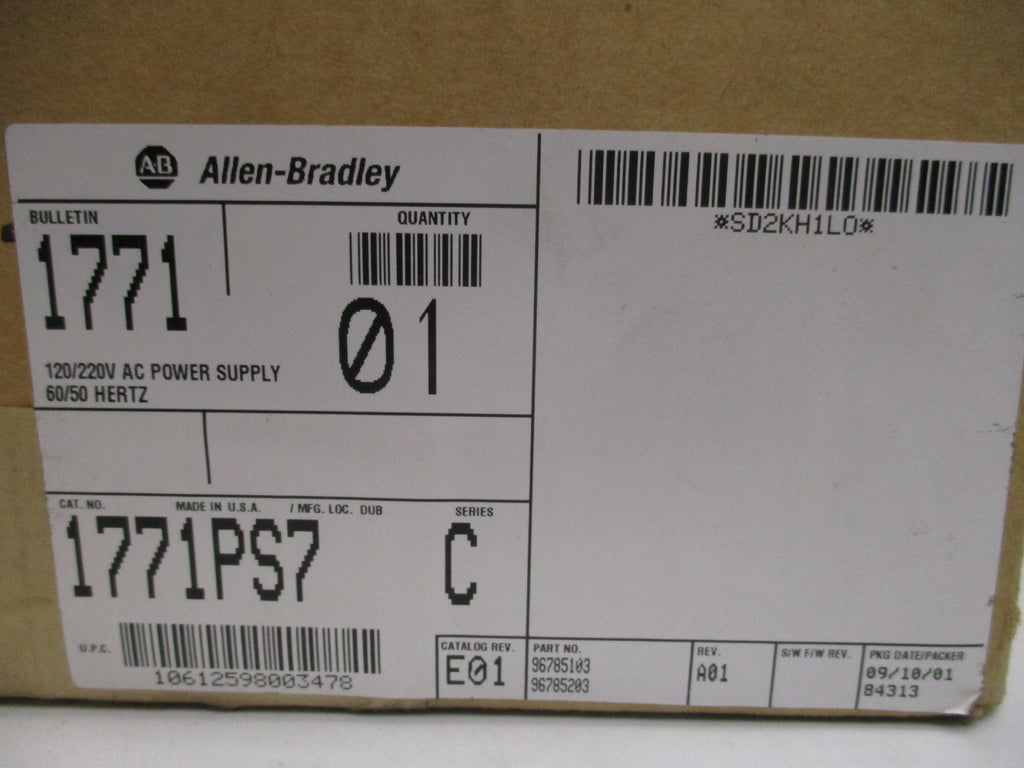 AB Allen-Bradley
BULLETIN
1771
120/220V AC POWER SUPPLY
60/50 HERTZ
QUANTITY
01
*SD2KH1LO*
CAT. NO. MADE IN U.S.A. / MFG. LOC. DUB SERIES
1771PS7 C
U.P.C.
10612598003478
CATALOG REV.
E01
PART NO.
96785103
96785203
REV.
A01
S/W F/W REV.
PKG DATE/PACKER
09/10/01
84313